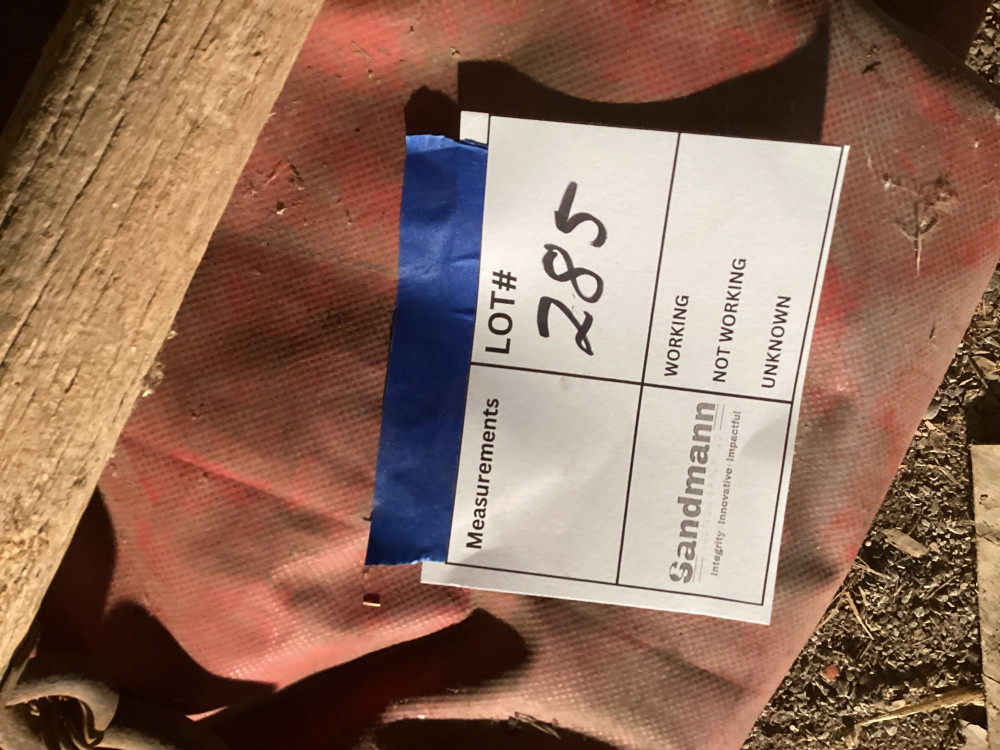 Measurements
LOT#
285
Sandmann
Integrity · Innovative · Impactful
WORKING
NOT WORKING
UNKNOWN